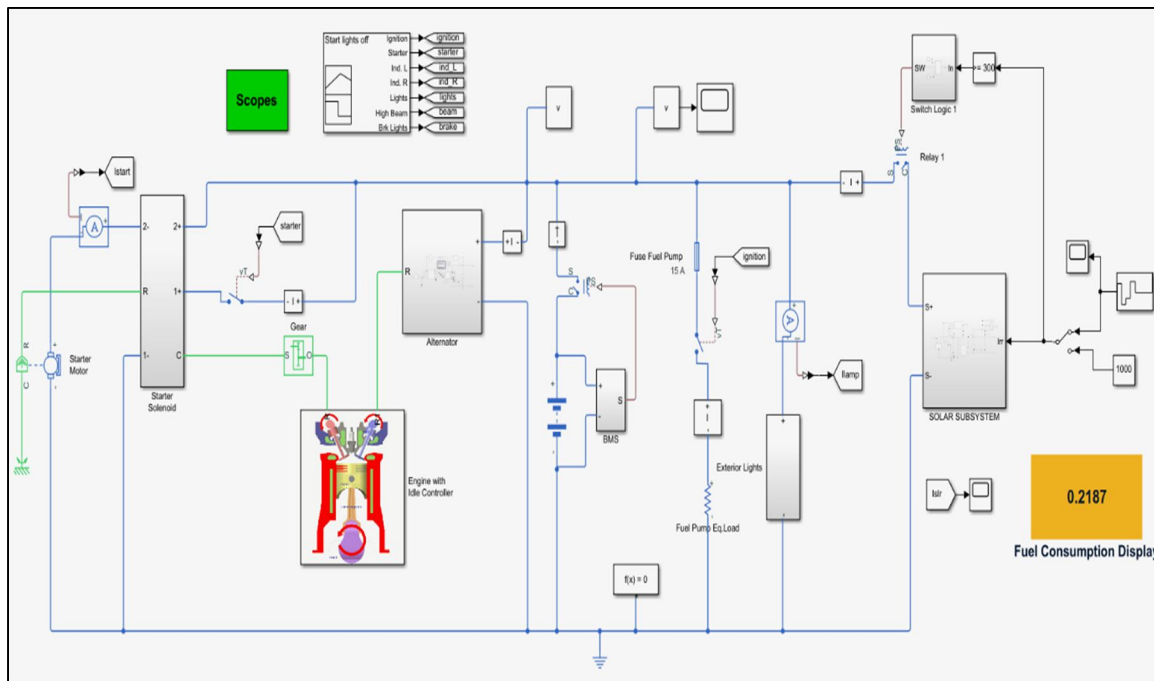 Start lights off
Ignition
Starter
Ind. L
Ind. R
Lights
High Beam
Brk Lights
ignition
starter
ind_L
ind_R
lights
beam
brake
Scopes
v
v
SW
In
= 300
Switch Logic 1
PS
S
C
Relay 1
Istart
A
2-
2+
R
1+
1-
C
Starter
Solenoid
starter
vT
- I +
+ I -
- I +
Gear
S
O
R
+
-
Alternator
S
C
Fuse Fuel Pump
15 A
ignition
vT
A
Ilamp
S+
S-
Irr
SOLAR SUBSYSTEM
1000
R
C
+
-
Starter
Motor
Engine with
Idle Controller
+
-
+
-
S
BMS
+
I
-
+
-
Fuel Pump Eq.Load
Exterior Lights
+
-
Islr
0.2187
Fuel Consumption Display
f(x) = 0